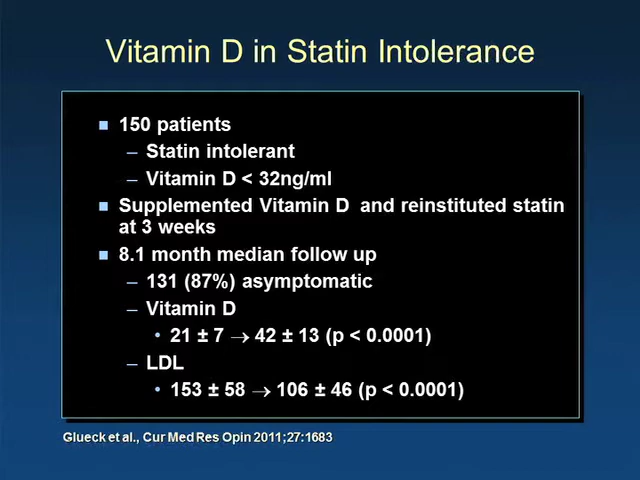 Vitamin D in Statin Intolerance
■ 150 patients
– Statin intolerant
– Vitamin D < 32ng/ml
■ Supplemented Vitamin D and reinstituted statin
at 3 weeks
■ 8.1 month median follow up
– 131 (87%) asymptomatic
– Vitamin D
• 21 ± 7 → 42 ± 13 (p < 0.0001)
– LDL
• 153 ± 58 → 106 ± 46 (p < 0.0001)
Glueck et al., Cur Med Res Opin 2011;27:1683